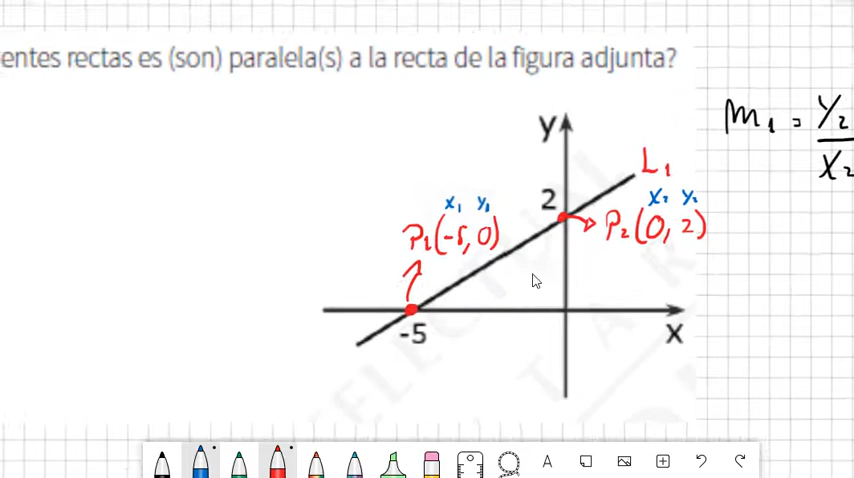 entes rectas es (son) paralela(s) a la recta de la figura adjunta?
m₁ = y₂
x₂
y
L₁
2
x₁ y₁
x₂ y₂
P₁(-5,0)
P₂(0,2)
-5
x
A